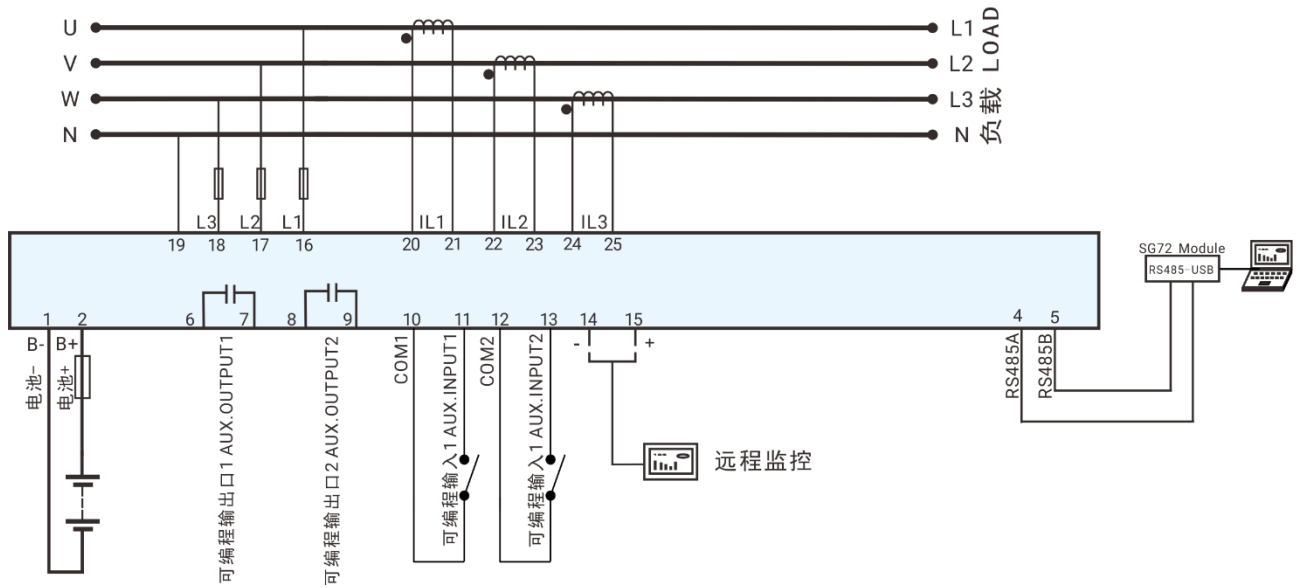 U
L1
V
L2
W
L3
N
N
负载 LOAD
L3
L2
L1
IL1
IL2
IL3
19
18
17
16
20
21
22
23
24
25
SG72 Module
RS485-USB
1
2
6
7
8
9
10
11
12
13
14
15
4
5
B-
B+
-
+
电池-
电池+
可编程输出口1 AUX.OUTPUT1
可编程输出口2 AUX.OUTPUT2
COM1
可编程输入1 AUX.INPUT1
COM2
可编程输入1 AUX.INPUT2
RS485A
RS485B
远程监控